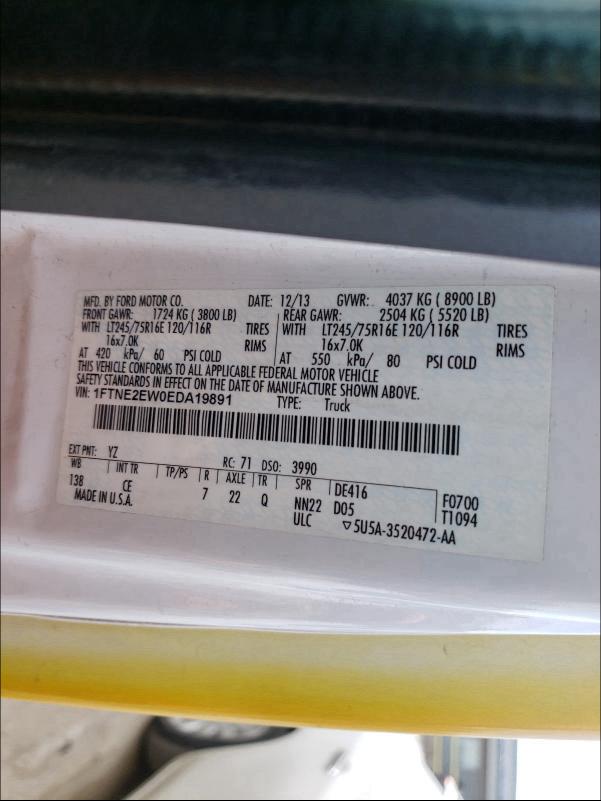 MFD. BY FORD MOTOR CO. DATE: 12/13 GVWR: 4037 KG ( 8900 LB)
FRONT GAWR: 1724 KG ( 3800 LB) REAR GAWR: 2504 KG ( 5520 LB)
WITH LT245/75R16E 120/116R TIRES WITH LT245/75R16E 120/116R TIRES
16x7.0K RIMS 16x7.0K RIMS
AT 420 kPa/ 60 PSI COLD AT 550 kPa/ 80 PSI COLD
THIS VEHICLE CONFORMS TO ALL APPLICABLE FEDERAL MOTOR VEHICLE
SAFETY STANDARDS IN EFFECT ON THE DATE OF MANUFACTURE SHOWN ABOVE.
VIN: 1FTNE2EW0EDA19891 TYPE: Truck
EXT PNT: YZ RC: 71 DSO: 3990
WB INT TR TP/PS R AXLE TR SPR DE416 F0700
138 CE 7 22 Q NN22 D05 T1094
MADE IN U.S.A. ULC ▽5U5A-3520472-AA